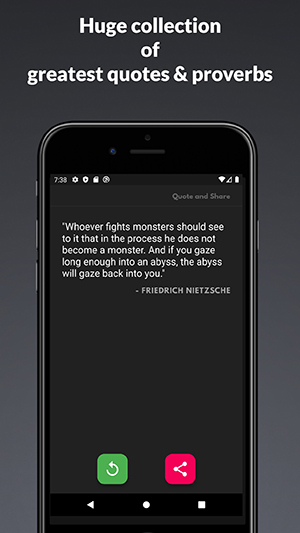 Huge collection
of
greatest quotes & proverbs
7:38
Quote and Share
"Whoever fights monsters should see
to it that in the process he does not
become a monster. And if you gaze
long enough into an abyss, the abyss
will gaze back into you."
- FRIEDRICH NIETZSCHE